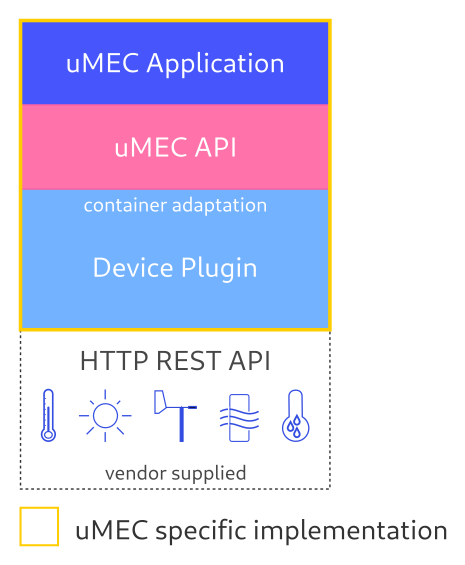 uMEC Application
uMEC API
container adaptation
Device Plugin
HTTP REST API
vendor supplied
uMEC specific implementation